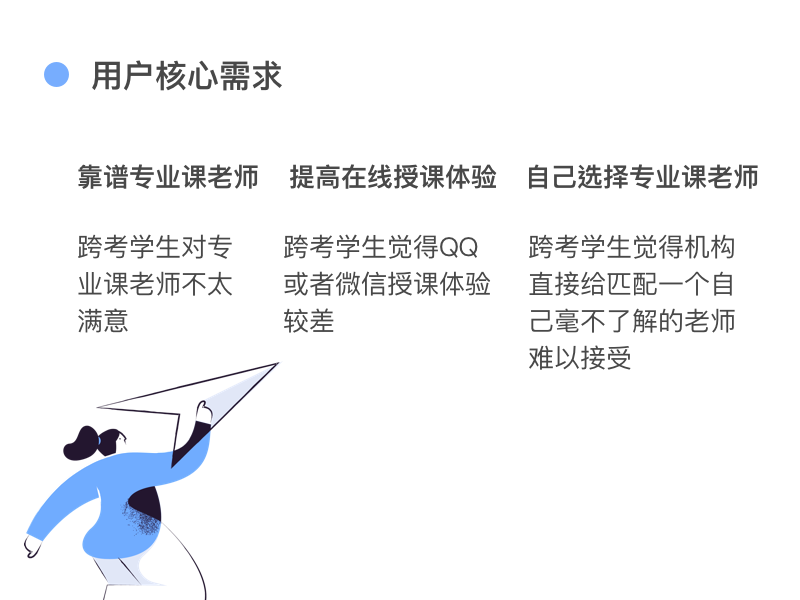 用户核心需求
靠谱专业课老师
跨考学生对专
业课老师不太
满意
提高在线授课体验
跨考学生觉得QQ
或者微信授课体验
较差
自己选择专业课老师
跨考学生觉得机构
直接给匹配一个自
己毫不了解的老师
难以接受